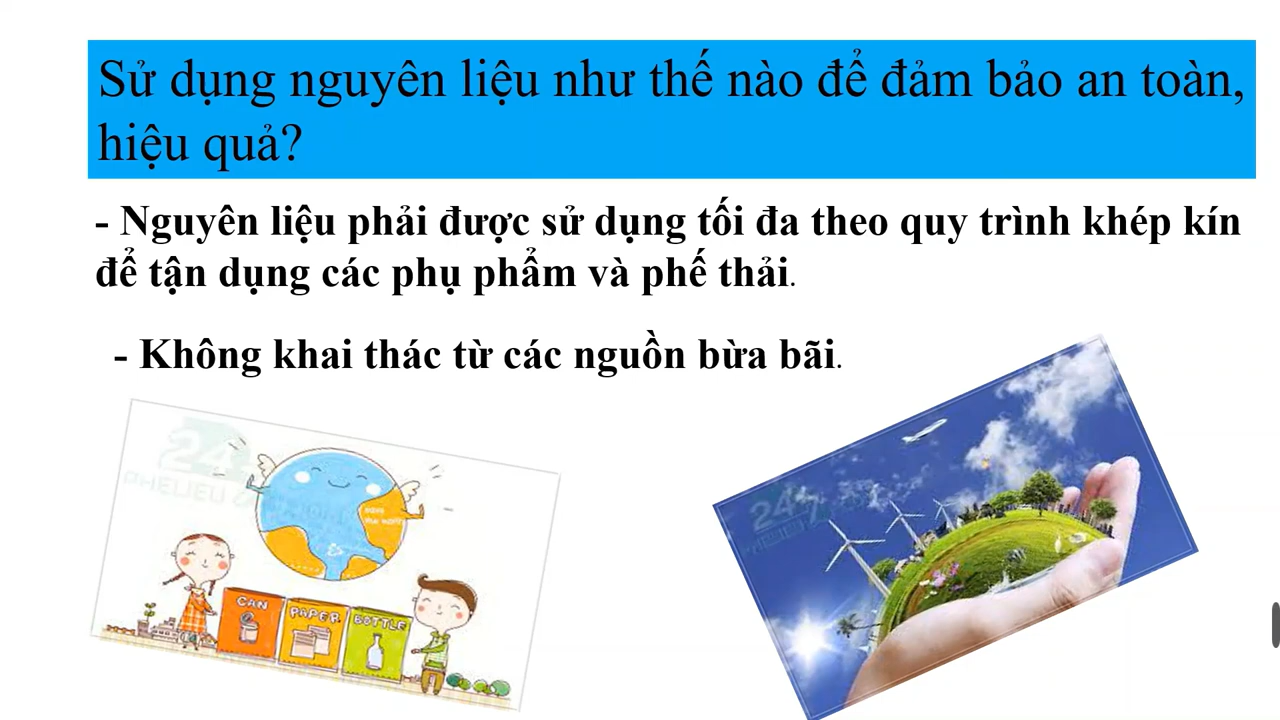 Sử dụng nguyên liệu như thế nào để đảm bảo an toàn,
hiệu quả?
- Nguyên liệu phải được sử dụng tối đa theo quy trình khép kín
để tận dụng các phụ phẩm và phế thải.
- Không khai thác từ các nguồn bừa bãi.
24
CAN
PAPER
BOTTLE
24